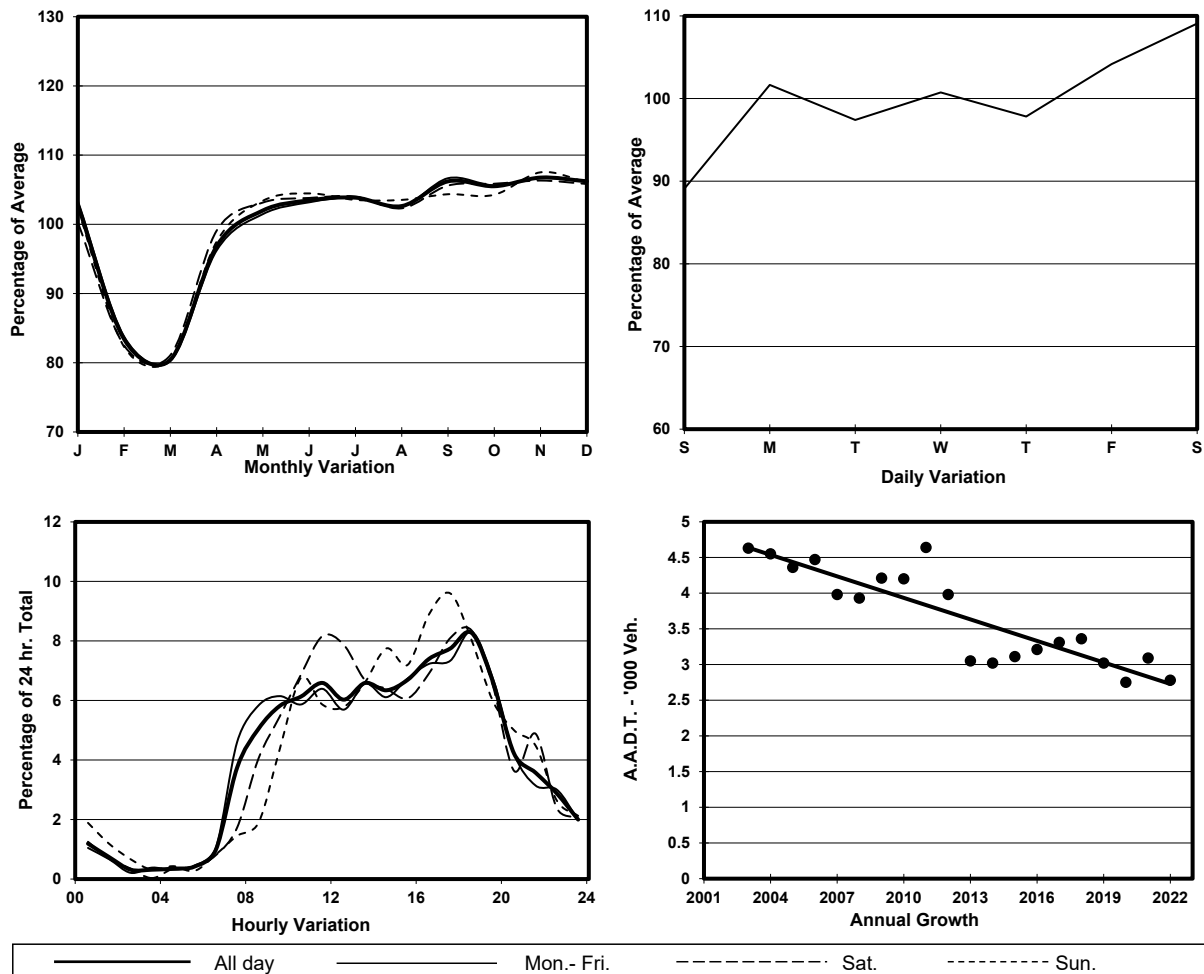 130
120
110
100
90
80
70
Percentage of Average
J F M A M J J A S O N D
Monthly Variation
110
100
90
80
70
60
Percentage of Average
S M T W T F S
Daily Variation
12
10
8
6
4
2
0
Percentage of 24 hr. Total
00 04 08 12 16 20 24
Hourly Variation
5
4.5
4
3.5
3
2.5
2
1.5
1
0.5
0
A.A.D.T. - '000 Veh.
2001 2004 2007 2010 2013 2016 2019 2022
Annual Growth
All day Mon.- Fri. Sat. Sun.